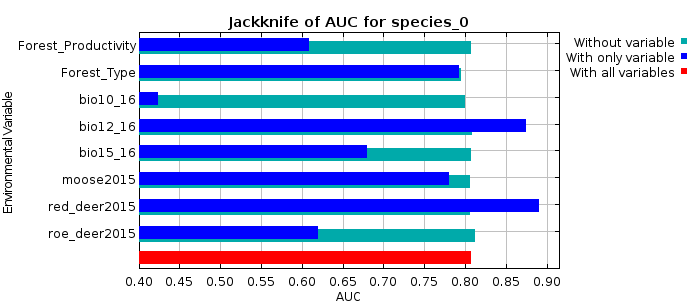 Jackknife of AUC for species_0
Forest_Productivity
Forest_Type
bio10_16
bio12_16
bio15_16
moose2015
red_deer2015
roe_deer2015
Environmental Variable
0.40 0.45 0.50 0.55 0.60 0.65 0.70 0.75 0.80 0.85 0.90
AUC
Without variable
With only variable
With all variables